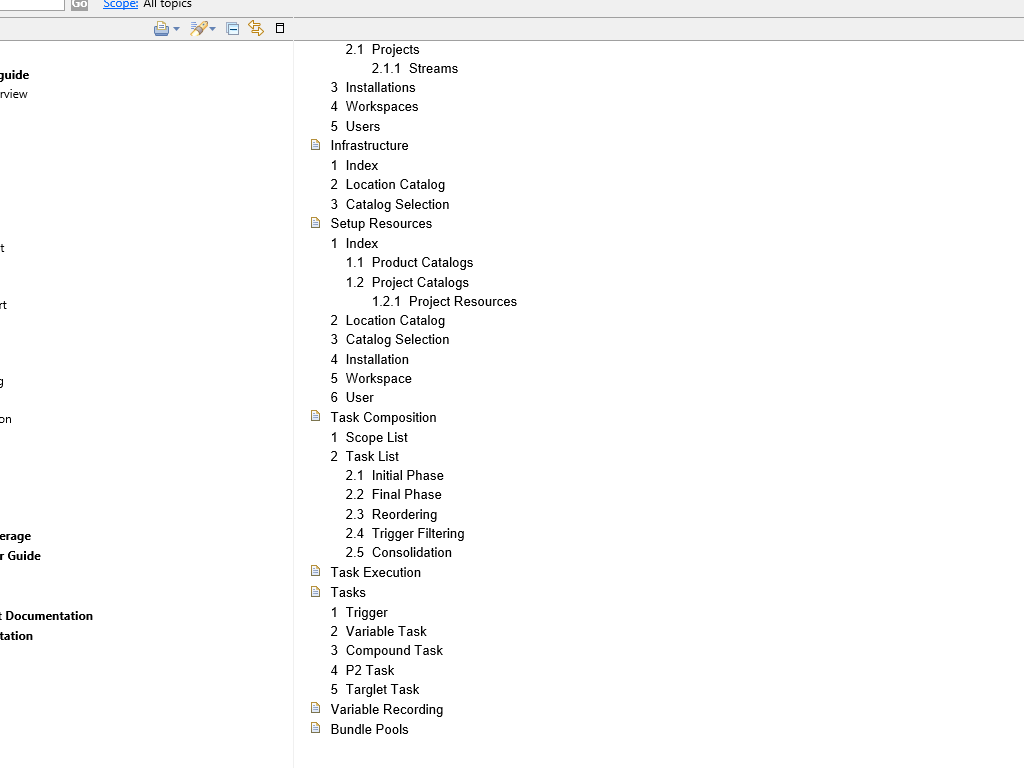 Go Scope: All topics
guide
rview
t
rt
g
on
erage
r Guide
t Documentation
tation
2.1 Projects
2.1.1 Streams
3 Installations
4 Workspaces
5 Users
Infrastructure
1 Index
2 Location Catalog
3 Catalog Selection
Setup Resources
1 Index
1.1 Product Catalogs
1.2 Project Catalogs
1.2.1 Project Resources
2 Location Catalog
3 Catalog Selection
4 Installation
5 Workspace
6 User
Task Composition
1 Scope List
2 Task List
2.1 Initial Phase
2.2 Final Phase
2.3 Reordering
2.4 Trigger Filtering
2.5 Consolidation
Task Execution
Tasks
1 Trigger
2 Variable Task
3 Compound Task
4 P2 Task
5 Targlet Task
Variable Recording
Bundle Pools